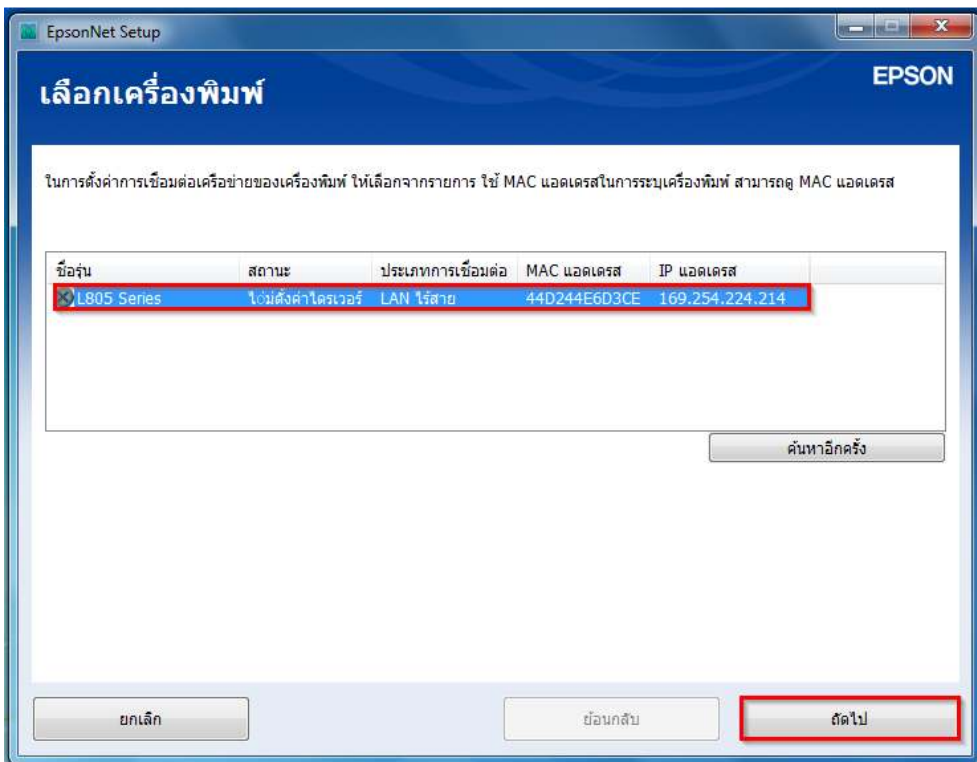 EpsonNet Setup
เลือกเครื่องพิมพ์
EPSON
ในการตั้งค่าการเชื่อมต่อเครือข่ายของเครื่องพิมพ์ ให้เลือกจากรายการ ใช้ MAC แอดเดรสในการระบุเครื่องพิมพ์ สามารถดู MAC แอดเดรส
ชื่อรุ่น สถานะ ประเภทการเชื่อมต่อ MAC แอดเดรส IP แอดเดรส
L805 Series ไม่มีตั้งค่าไดรเวอร์ LAN ไร้สาย 44D244E6D3CE 169.254.224.214
ค้นหาอีกครั้ง
ยกเลิก ย้อนกลับ ถัดไป